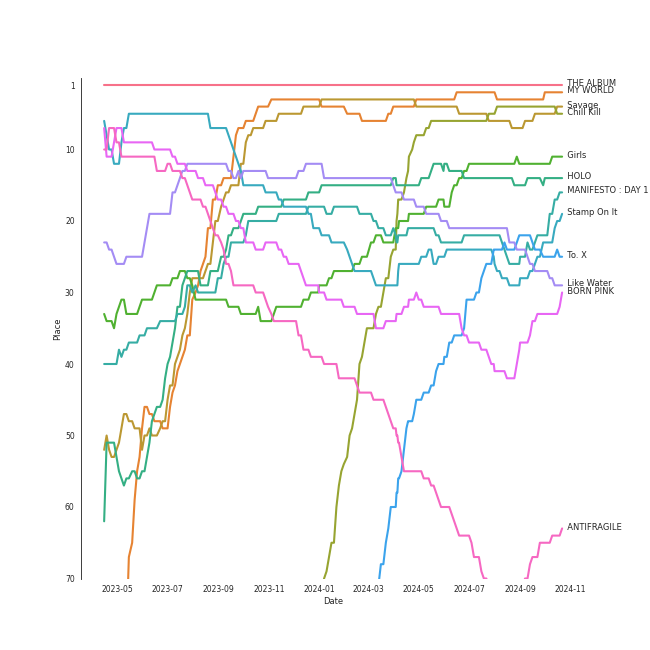 1
10
20
30
40
50
60
70
Place
2023-05
2023-07
2023-09
2023-11
2024-01
2024-03
2024-05
2024-07
2024-09
2024-11
Date
THE ALBUM
MY WORLD
Savage
Chill Kill
Girls
HOLO
MANIFESTO : DAY 1
Stamp On It
To. X
Like Water
BORN PINK
ANTIFRAGILE